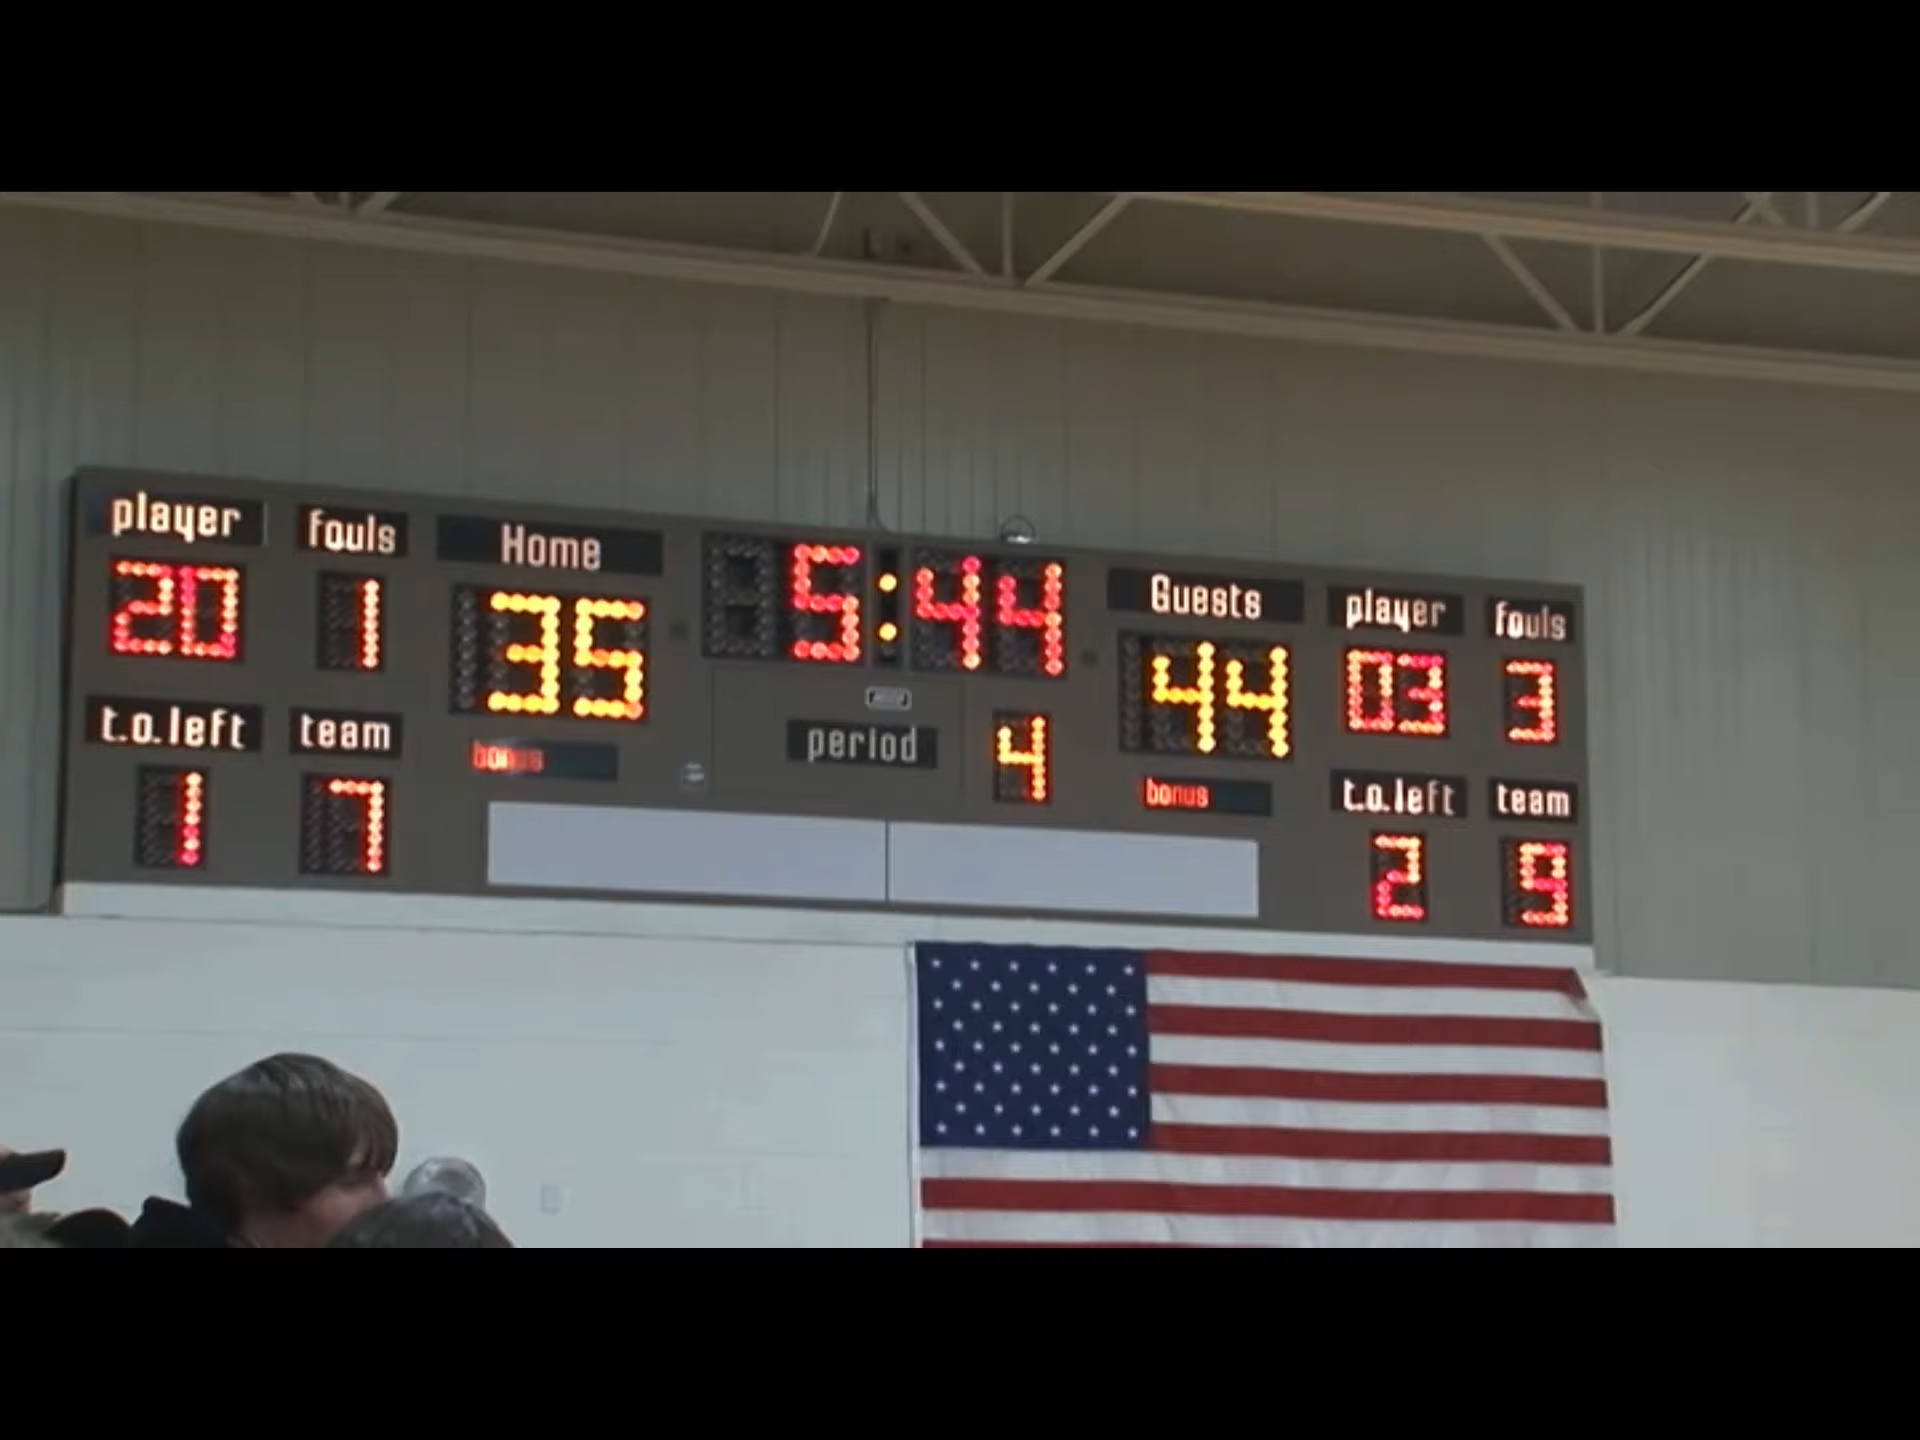 player fouls Home 5:44 Guests player fouls
20 1 35 44 03 3
t.o.left team bonus period 4 bonus t.o.left team
1 7 2 9